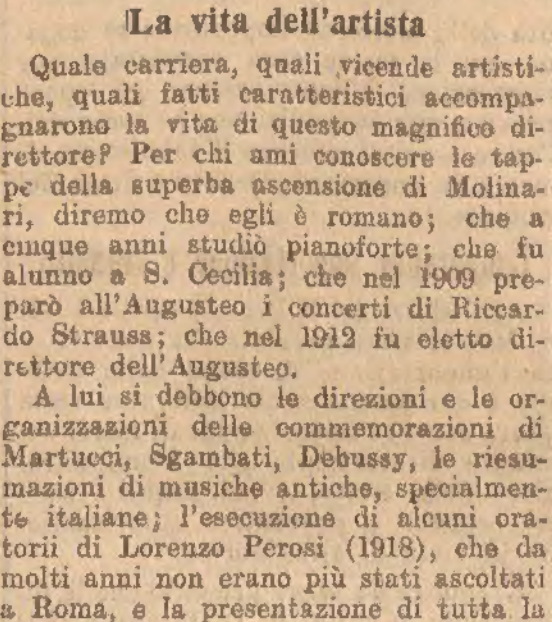 La vita dell'artista
Quale carriera, quali vicende artisti-
che, quali fatti caratteristici accompa-
gnarono la vita di questo magnifico di-
rettore? Per chi ami conoscere le tap-
pe della superba ascensione di Molina-
ri, diremo che egli è romano; che a
cinque anni studiò pianoforte; che fu
alunno a S. Cecilia; che nel 1909 pre-
parò all'Augusteo i concerti di Riccar-
do Strauss; che nel 1912 fu eletto di-
rettore dell'Augusteo.
A lui si debbono le direzioni e le or-
ganizzazioni delle commemorazioni di
Martucci, Sgambati, Debussy, le riesu-
mazioni di musiche antiche, specialmen-
te italiane; l'esecuzione di alcuni ora-
torii di Lorenzo Perosi (1918), che da
molti anni non erano più stati ascoltati
a Roma, e la presentazione di tutta la